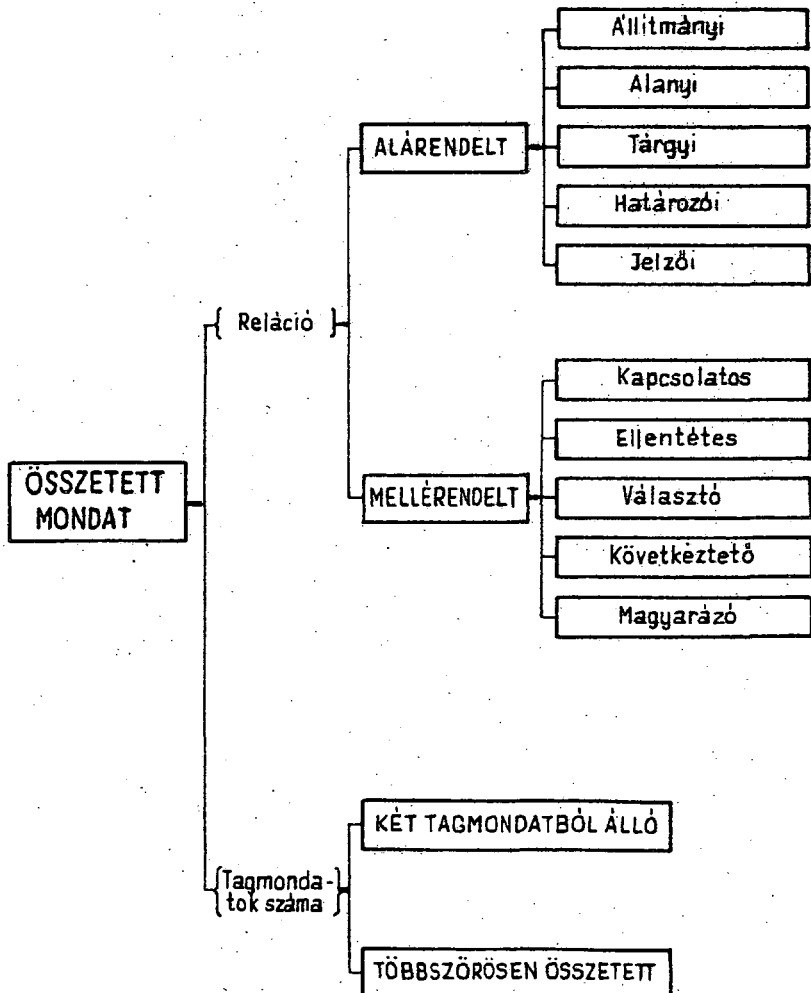 ÖSSZETETT
MONDAT
{ Reláció }
ALÁRENDELT
Állítmányi
Alanyi
Tárgyi
Határozói
Jelzői
MELLÉRENDELT
Kapcsolatos
Ellentétes
Választó
Következtető
Magyarázó
{ Tagmonda-
tok száma }
KÉT TAGMONDATBÓL ÁLLÓ
TÖBBSZÖRÖSEN ÖSSZETETT